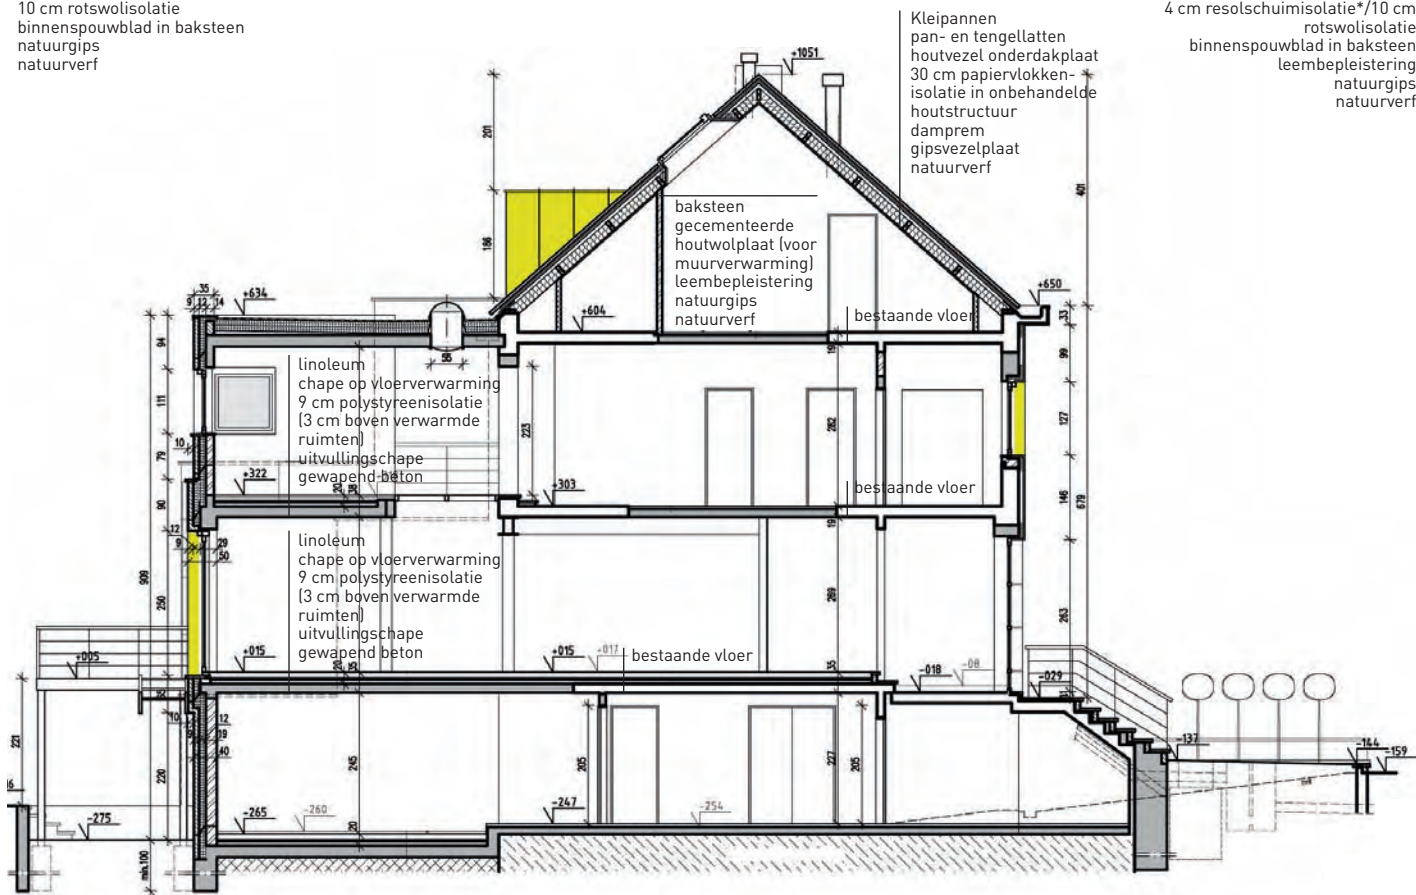 10 cm rotswolisolatie
binnenspouwblad in baksteen
natuurgips
natuurverf
Kleipannen
pan- en tengellatten
houtvezel onderdakplaat
30 cm papiervlokken-
isolatie in onbehandelde
houtstructuur
damprem
gipsvezelplaat
natuurverf
4 cm resolschuimisolatie*/10 cm
rotswolisolatie
binnenspouwblad in baksteen
leembepleistering
natuurgips
natuurverf
+1051
201
401
186
baksteen
gecementeerde
houtwolplaat (voor
muurverwarming)
leembepleistering
natuurgips
natuurverf
35
9 12 14
+634
+604
+650
bestaande vloer
33
94
56
19
99
linoleum
chape op vloerverwarming
9 cm polystyreenisolatie
(3 cm boven verwarmde
ruimten)
uitvullingschape
gewapend beton
111
223
282
127
10
79
+322
20
38
+303
bestaande vloer
146
679
90
19
12
9
29
50
linoleum
chape op vloerverwarming
9 cm polystyreenisolatie
(3 cm boven verwarmde
ruimten)
uitvullingschape
gewapend beton
909
250
269
263
+005
+015
20
35
+015
-017
bestaande vloer
35
-018
-08
-029
10
9
12
19
40
221
220
245
205
227
205
-137
-144
-159
-275
-265
-260
20
-247
-254
min.100